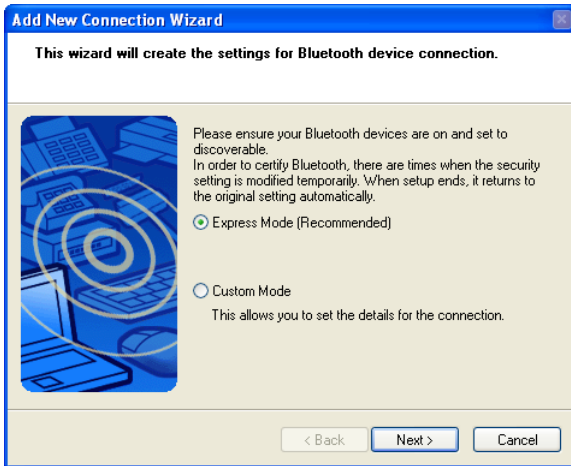 Add New Connection Wizard
This wizard will create the settings for Bluetooth device connection.
Please ensure your Bluetooth devices are on and set to
discoverable.
In order to certify Bluetooth, there are times when the security
setting is modified temporarily. When setup ends, it returns to
the original setting automatically.
Express Mode (Recommended)
Custom Mode
This allows you to set the details for the connection.
< Back Next > Cancel